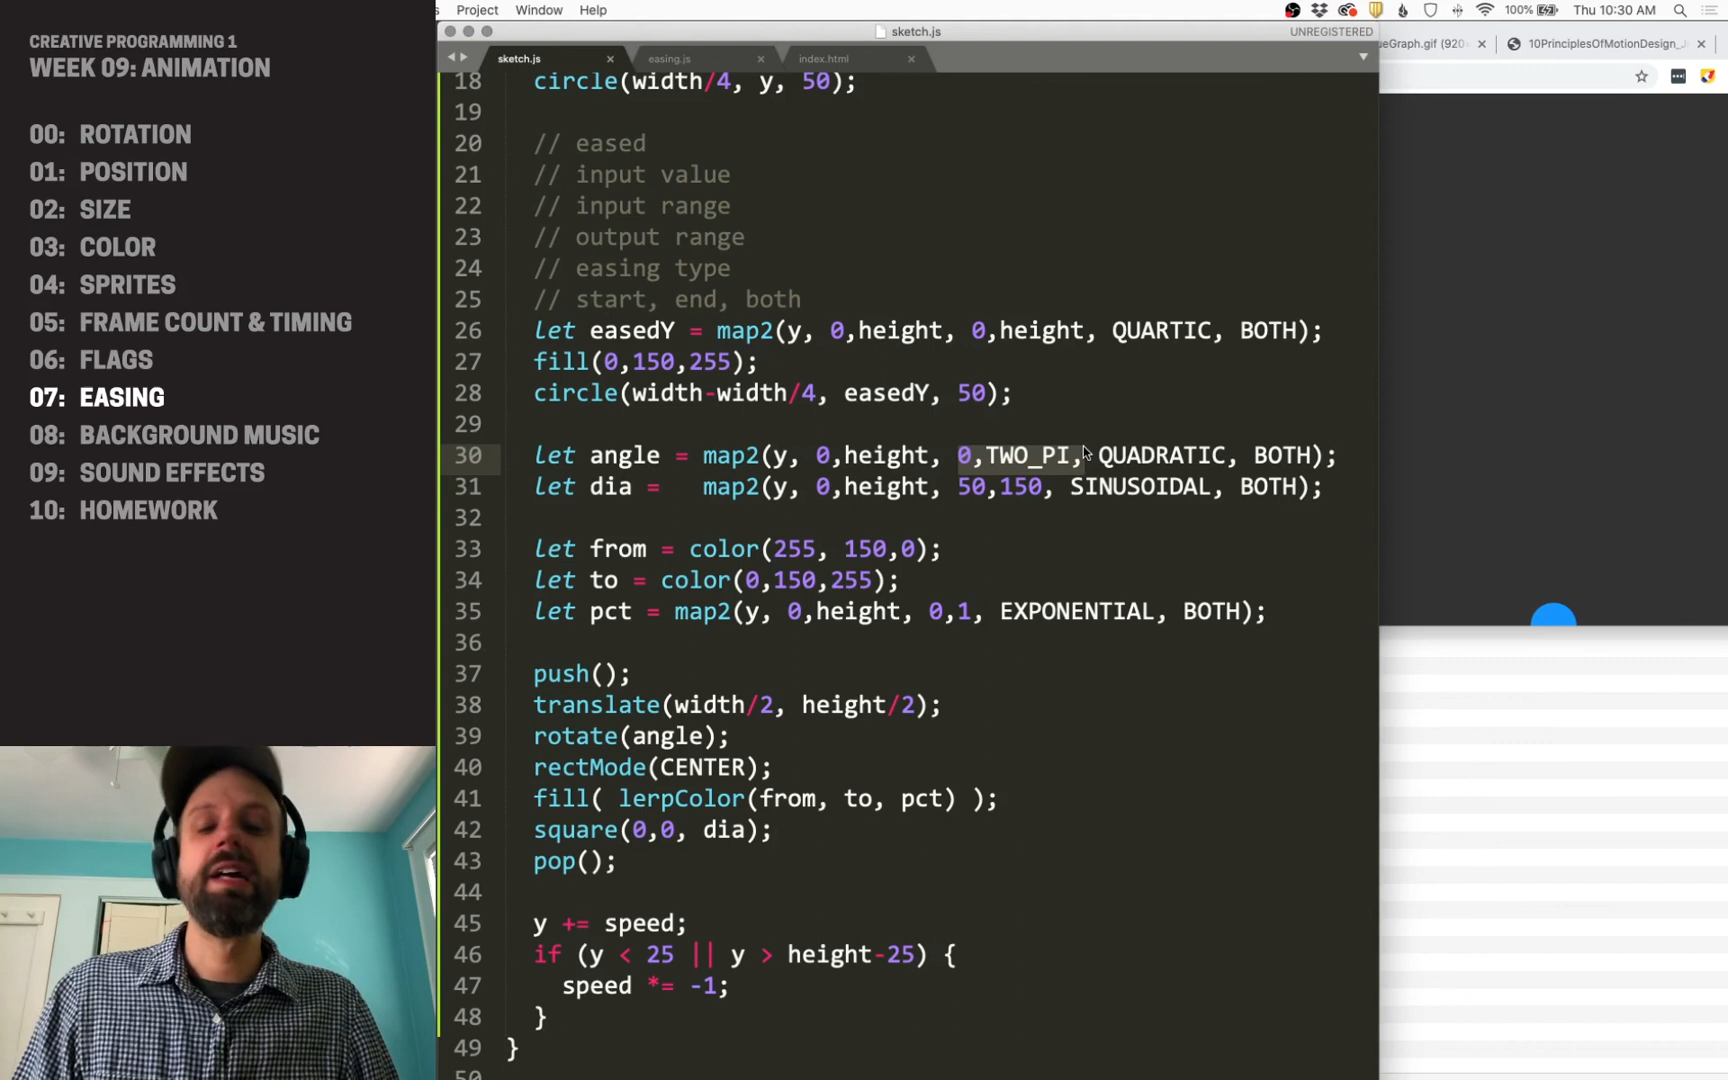 Project Window Help
100% Thu 10:30 AM
CREATIVE PROGRAMMING 1
WEEK 09: ANIMATION
00: ROTATION
01: POSITION
02: SIZE
03: COLOR
04: SPRITES
05: FRAME COUNT & TIMING
06: FLAGS
07: EASING
08: BACKGROUND MUSIC
09: SOUND EFFECTS
10: HOMEWORK
sketch.js
UNREGISTERED
sketch.js easing.js index.html
ueGraph.gif (920× 10PrinciplesOfMotionDesign_J
18 circle(width/4, y, 50);
19
20 // eased
21 // input value
22 // input range
23 // output range
24 // easing type
25 // start, end, both
26 let easedY = map2(y, 0,height, 0,height, QUARTIC, BOTH);
27 fill(0,150,255);
28 circle(width-width/4, easedY, 50);
29
30 let angle = map2(y, 0,height, 0,TWO_PI, QUADRATIC, BOTH);
31 let dia = map2(y, 0,height, 50,150, SINUSOIDAL, BOTH);
32
33 let from = color(255, 150,0);
34 let to = color(0,150,255);
35 let pct = map2(y, 0,height, 0,1, EXPONENTIAL, BOTH);
36
37 push();
38 translate(width/2, height/2);
39 rotate(angle);
40 rectMode(CENTER);
41 fill( lerpColor(from, to, pct) );
42 square(0,0, dia);
43 pop();
44
45 y += speed;
46 if (y < 25 || y > height-25) {
47 speed *= -1;
48 }
49 }
50